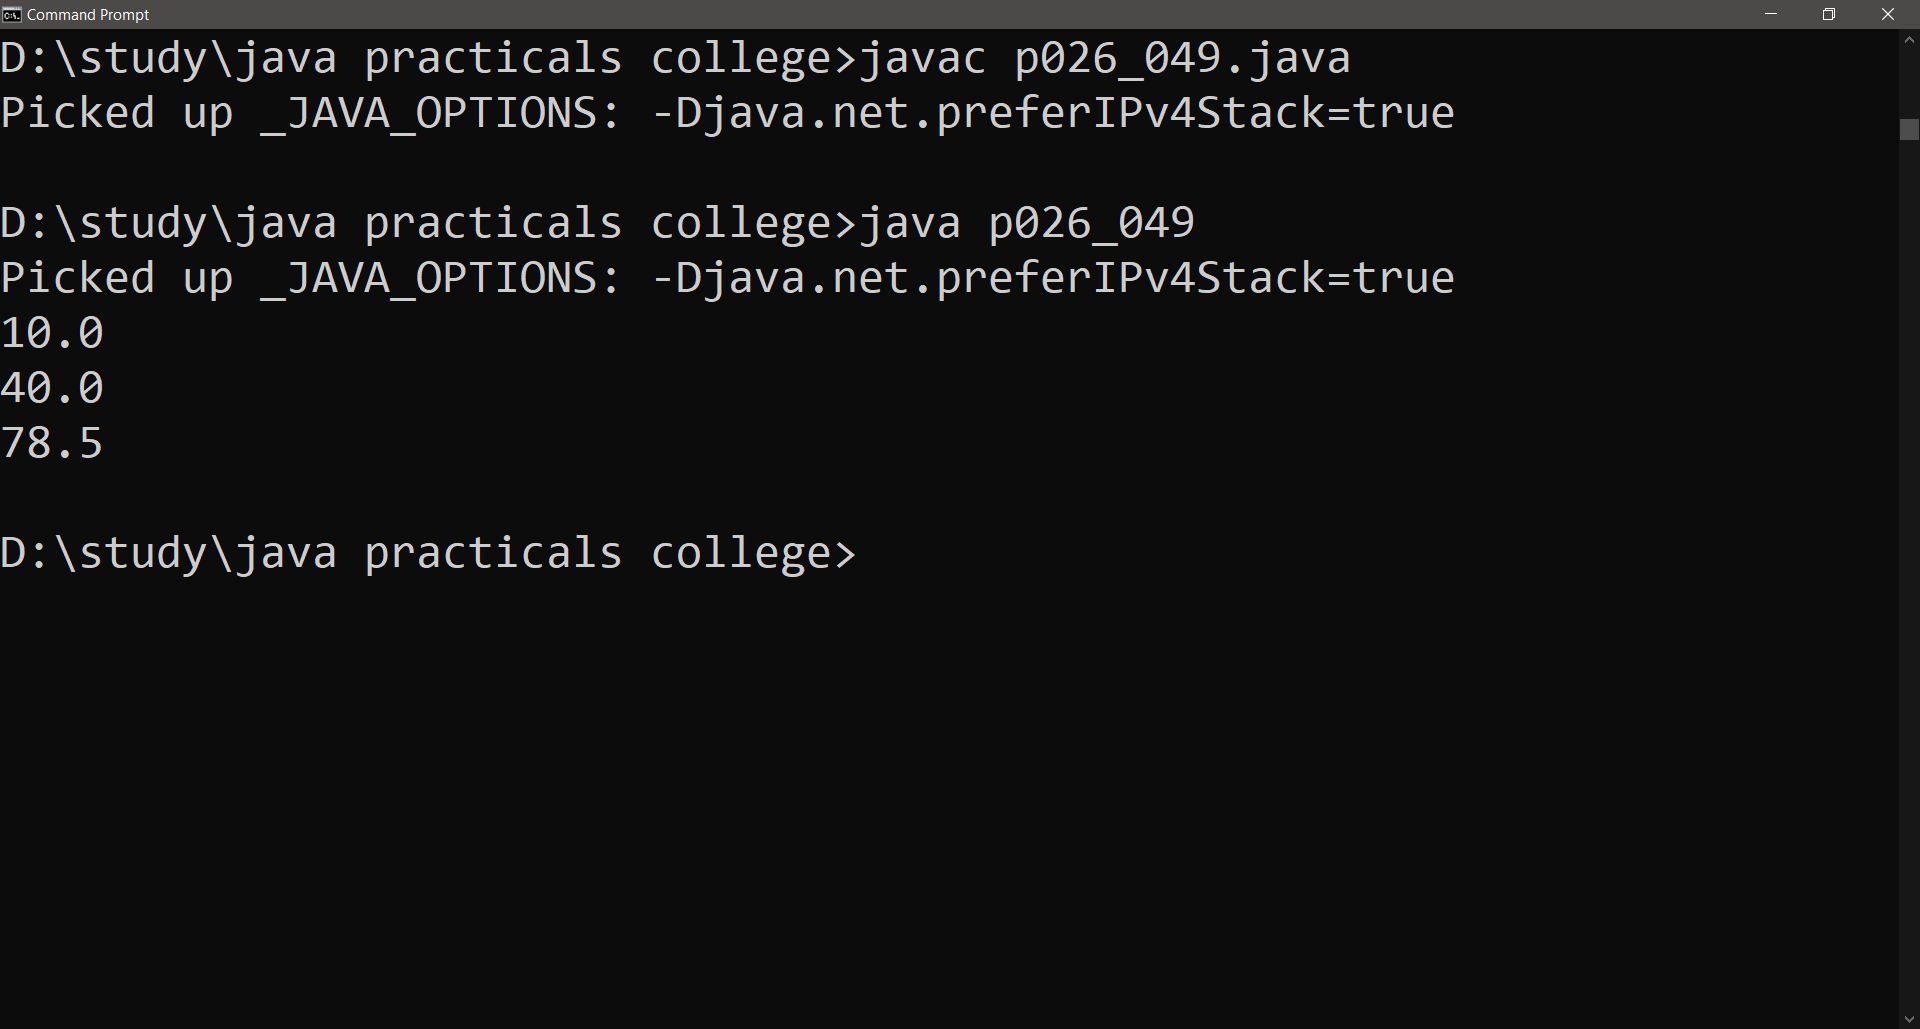 Command Prompt
D:\study\java practicals college>javac p026_049.java
Picked up _JAVA_OPTIONS: -Djava.net.preferIPv4Stack=true
D:\study\java practicals college>java p026_049
Picked up _JAVA_OPTIONS: -Djava.net.preferIPv4Stack=true
10.0
40.0
78.5
D:\study\java practicals college>